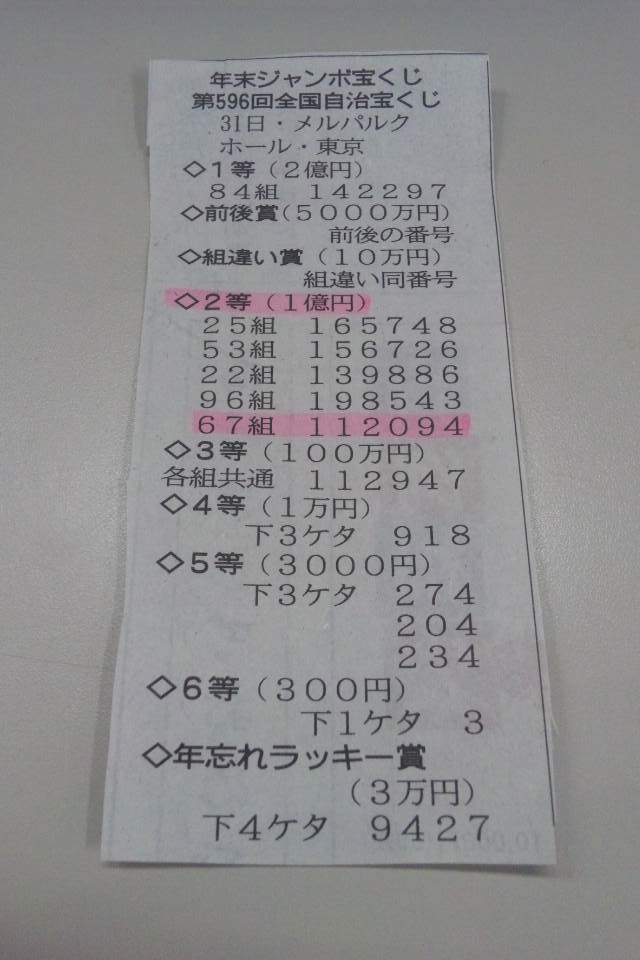 年末ジャンボ宝くじ
第596回全国自治宝くじ
31日・メルパルク
ホール・東京
◇1等(2億円)
84組 142297
◇前後賞(5000万円)
前後の番号
◇組違い賞(10万円)
組違い同番号
◇2等(1億円)
25組 165748
53組 156726
22組 139886
96組 198543
67組 112094
◇3等(100万円)
各組共通 112947
◇4等(1万円)
下3ケタ 918
◇5等(3000円)
下3ケタ 274
204
234
◇6等(300円)
下1ケタ 3
◇年忘れラッキー賞
(3万円)
下4ケタ 9427